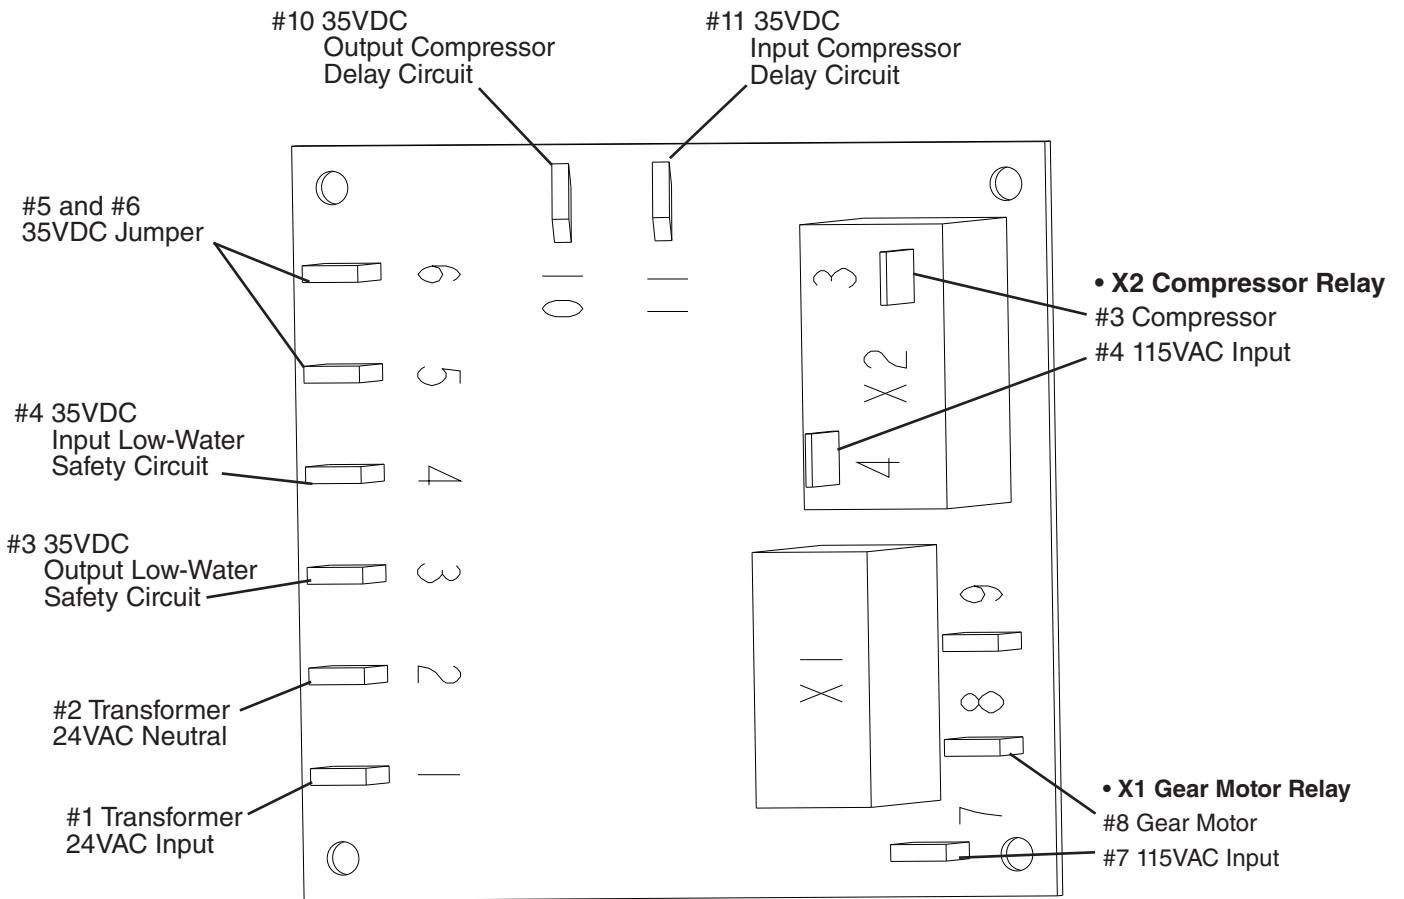 #10 35VDC
Output Compressor
Delay Circuit
#11 35VDC
Input Compressor
Delay Circuit
#5 and #6
35VDC Jumper
#4 35VDC
Input Low-Water
Safety Circuit
#3 35VDC
Output Low-Water
Safety Circuit
#2 Transformer
24VAC Neutral
#1 Transformer
24VAC Input
6
5
4
3
2
1
10
11
3
X2
4
X1
9
8
7
• X2 Compressor Relay
#3 Compressor
#4 115VAC Input
• X1 Gear Motor Relay
#8 Gear Motor
#7 115VAC Input